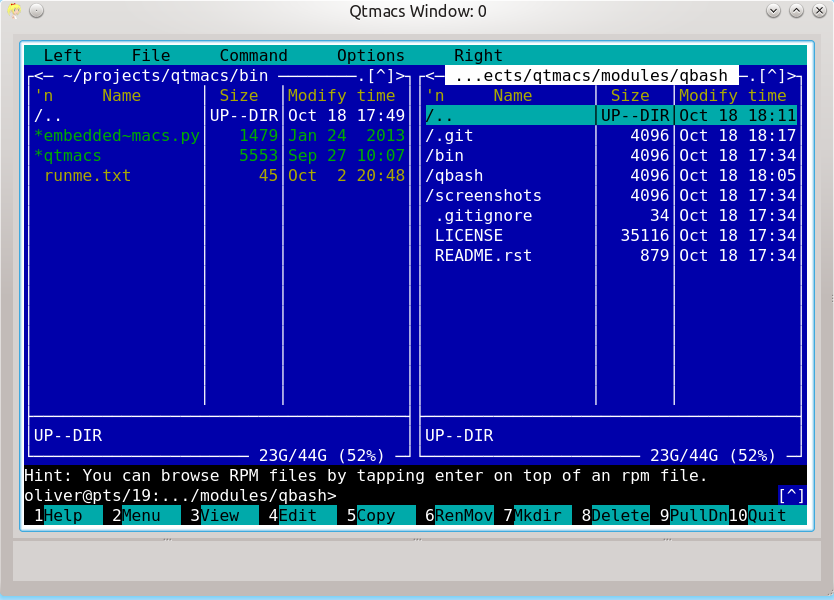 Qtmacs Window: 0
Left File Command Options Right
<─ ~/projects/qtmacs/bin ────────.[^]>
'n Name Size Modify time
/.. UP--DIR Oct 18 17:49
*embedded~macs.py 1479 Jan 24 2013
*qtmacs 5553 Sep 27 10:07
runme.txt 45 Oct 2 20:48
UP--DIR
23G/44G (52%)
<─ ...ects/qtmacs/modules/qbash ─.[^]>
'n Name Size Modify time
/.. UP--DIR Oct 18 18:11
/.git 4096 Oct 18 18:17
/bin 4096 Oct 18 17:34
/qbash 4096 Oct 18 18:05
/screenshots 4096 Oct 18 17:34
.gitignore 34 Oct 18 17:34
LICENSE 35116 Oct 18 17:34
README.rst 879 Oct 18 17:34
UP--DIR
23G/44G (52%)
Hint: You can browse RPM files by tapping enter on top of an rpm file.
oliver@pts/19:.../modules/qbash> [^]
1Help 2Menu 3View 4Edit 5Copy 6RenMov 7Mkdir 8Delete 9PullDn 10Quit